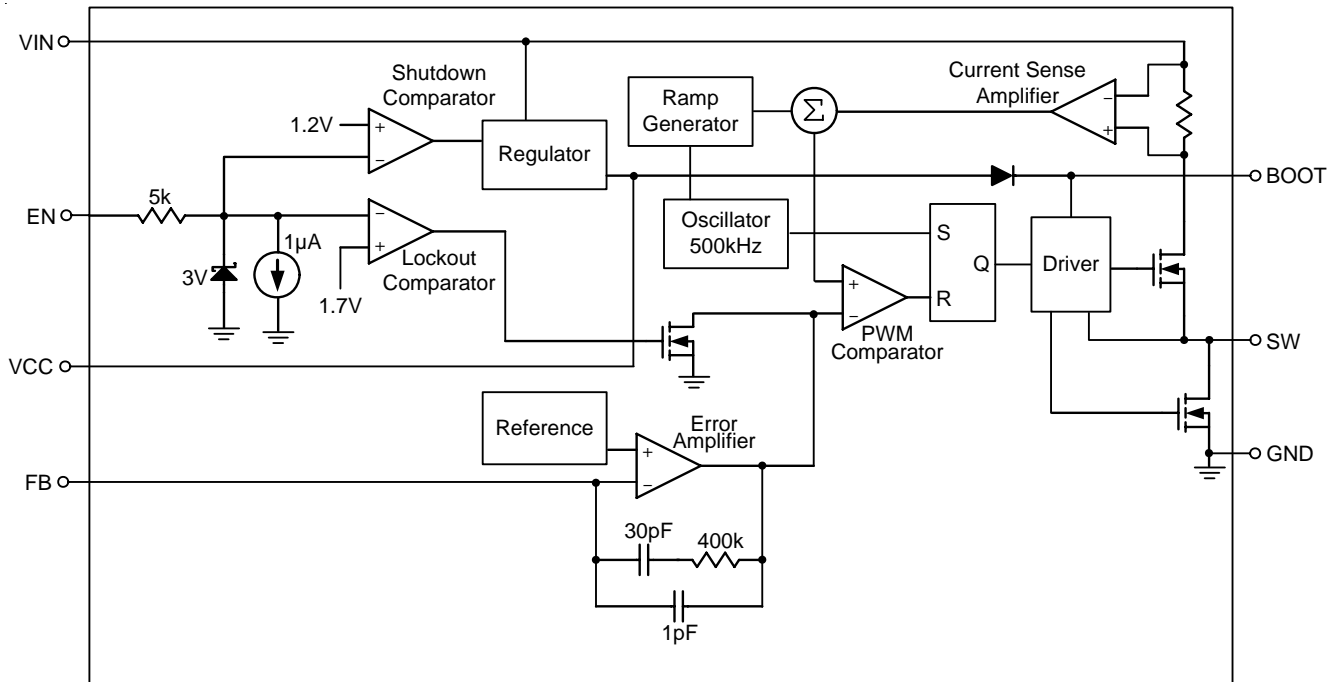 VIN
Shutdown
Comparator
1.2V
+
−
Regulator
Ramp
Generator
Σ
Current Sense
Amplifier
−
+
BOOT
EN
5k
3V
1µA
−
+
1.7V
Lockout
Comparator
Oscillator
500kHz
S
Q
R
Driver
+
−
PWM
Comparator
SW
VCC
Reference
Error
Amplifier
+
−
GND
FB
30pF
400k
1pF